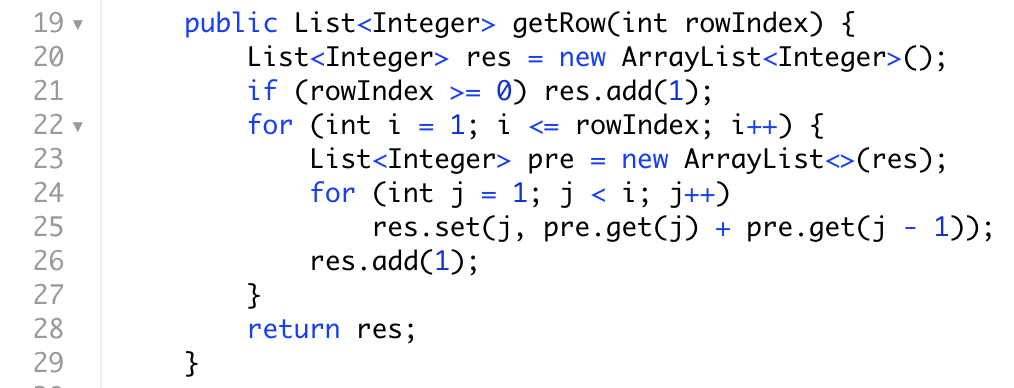 19 ▼ public List<Integer> getRow(int rowIndex) {
20 List<Integer> res = new ArrayList<Integer>();
21 if (rowIndex >= 0) res.add(1);
22 ▼ for (int i = 1; i <= rowIndex; i++) {
23 List<Integer> pre = new ArrayList<>(res);
24 for (int j = 1; j < i; j++)
25 res.set(j, pre.get(j) + pre.get(j - 1));
26 res.add(1);
27 }
28 return res;
29 }